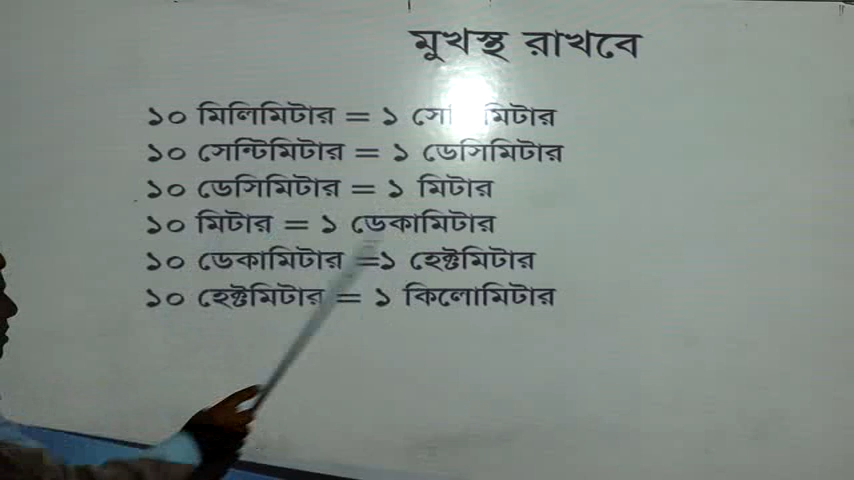 মুখস্থ রাখবে
১০ মিলিমিটার = ১ সে মিটার
১০ সেন্টিমিটার = ১ ডেসিমিটার
১০ ডেসিমিটার = ১ মিটার
১০ মিটার = ১ ডেকামিটার
১০ ডেকামিটার =১ হেক্টমিটার
১০ হেক্টমিটার = ১ কিলোমিটার